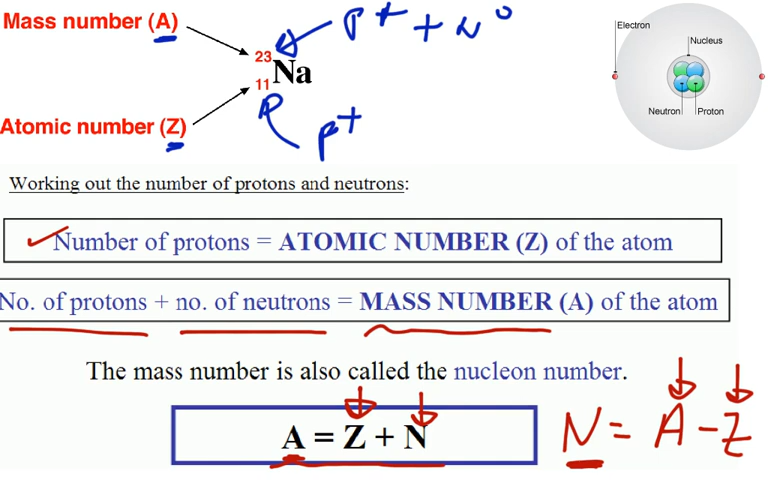 Mass number (A)
P+ + N0
23
11
Na
Atomic number (Z)
p+
Electron
Nucleus
Neutron
Proton
Working out the number of protons and neutrons:
Number of protons = ATOMIC NUMBER (Z) of the atom
No. of protons + no. of neutrons = MASS NUMBER (A) of the atom
The mass number is also called the nucleon number.
A = Z + N
N = A - Z